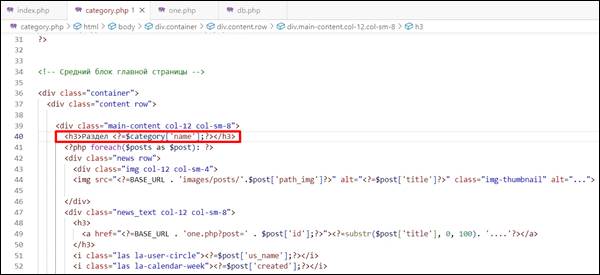 index.php category.php 1 one.php db.php
category.php > html > body > div.container > div.content.row > div.main-content.col-12.col-sm-8 > h3
31 ?>
32
33
34 <!-- Средний блок главной страницы -->
35
36 <div class="container">
37 <div class="content row">
38
39 <div class="main-content col-12 col-sm-8">
40 <h3>Раздел <?=$category['name'];?></h3>
41 <?php foreach($posts as $post): ?>
42 <div class="news row">
43 <div class="img col-12 col-sm-4">
44 <img src="<?=BASE_URL . 'images/posts/'.$post['path_img']?>" alt="<?=$post['title']?>" class="img-thumbnail" alt="...">
45
46 </div>
47 <div class="news_text col-12 col-sm-8">
48 <h3>
49 <a href="<?=BASE_URL . 'one.php?post=' . $post['id'];?>"><?=substr($post['title'], 0, 100). '....'?></a>
50 </h3>
51 <i class="las la-user-circle"><?=$post['us_name'];?></i>
52 <i class="las la-calendar-week"><?=$post['created'];?></i>